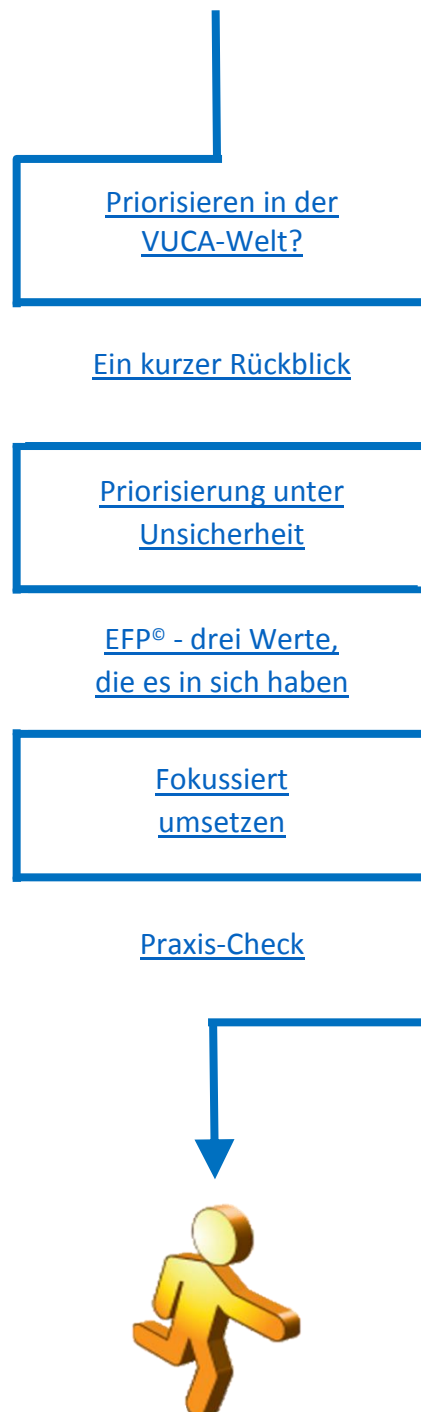 Priorisieren in der
VUCA-Welt?
Ein kurzer Rückblick
Priorisierung unter
Unsicherheit
EFP© - drei Werte,
die es in sich haben
Fokussiert
umsetzen
Praxis-Check